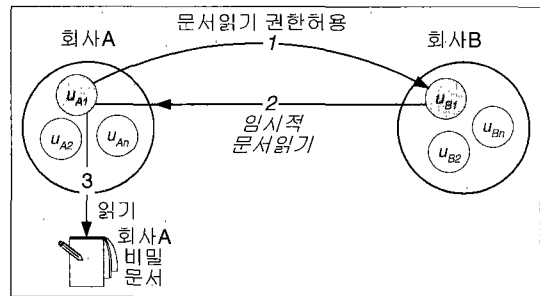 문서읽기 권한허용
회사A
1
회사B
u_A1
2
u_B1
임시적
문서읽기
u_A2
u_An
u_B2
u_Bn
3
읽기
회사A
비밀
문서